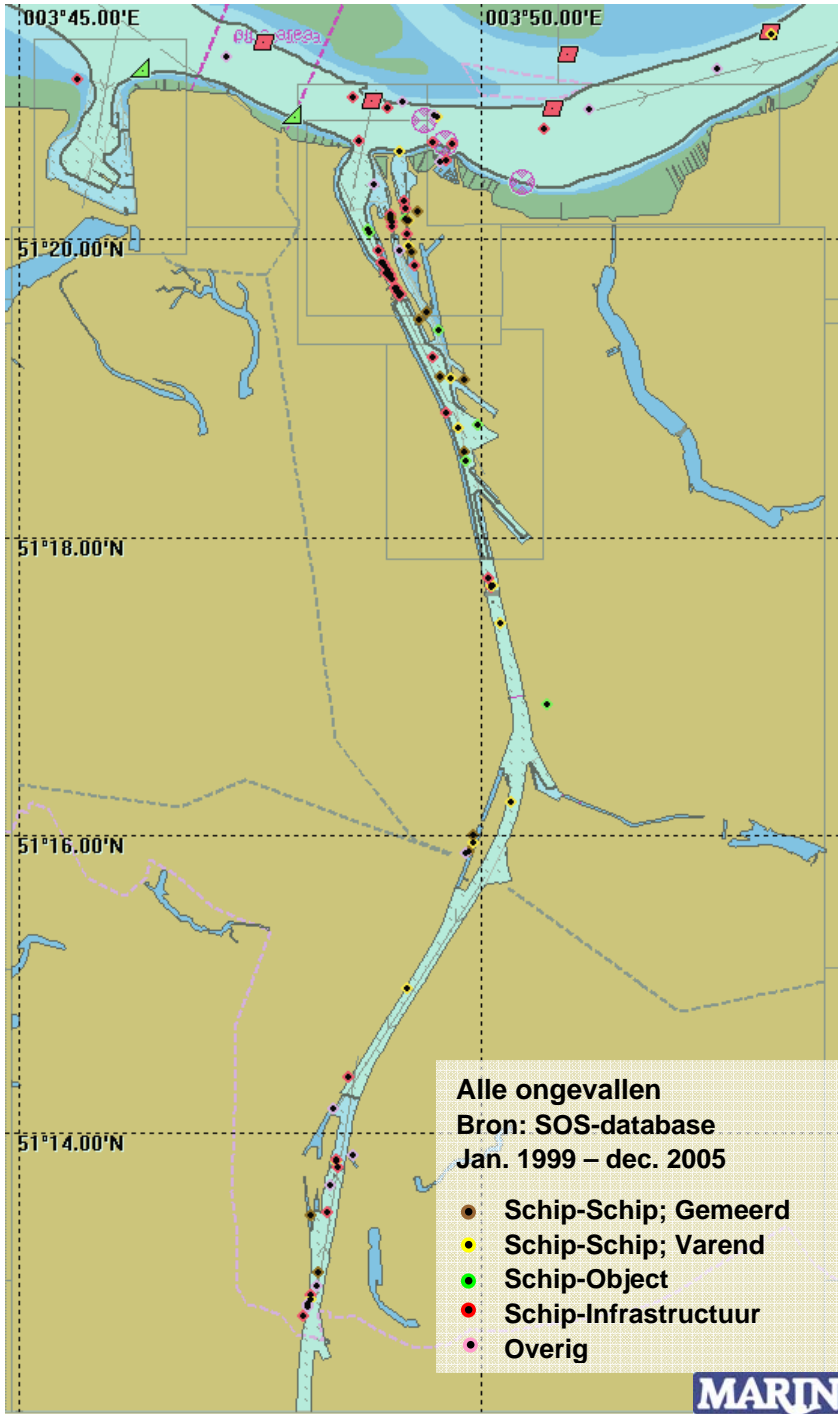 003°45.00'E
003°50.00'E
51°20.00'N
51°18.00'N
51°16.00'N
51°14.00'N
Alle ongevallen
Bron: SOS-database
Jan. 1999 – dec. 2005
Schip-Schip; Gemeerd
Schip-Schip; Varend
Schip-Object
Schip-Infrastructuur
Overig
MARIN